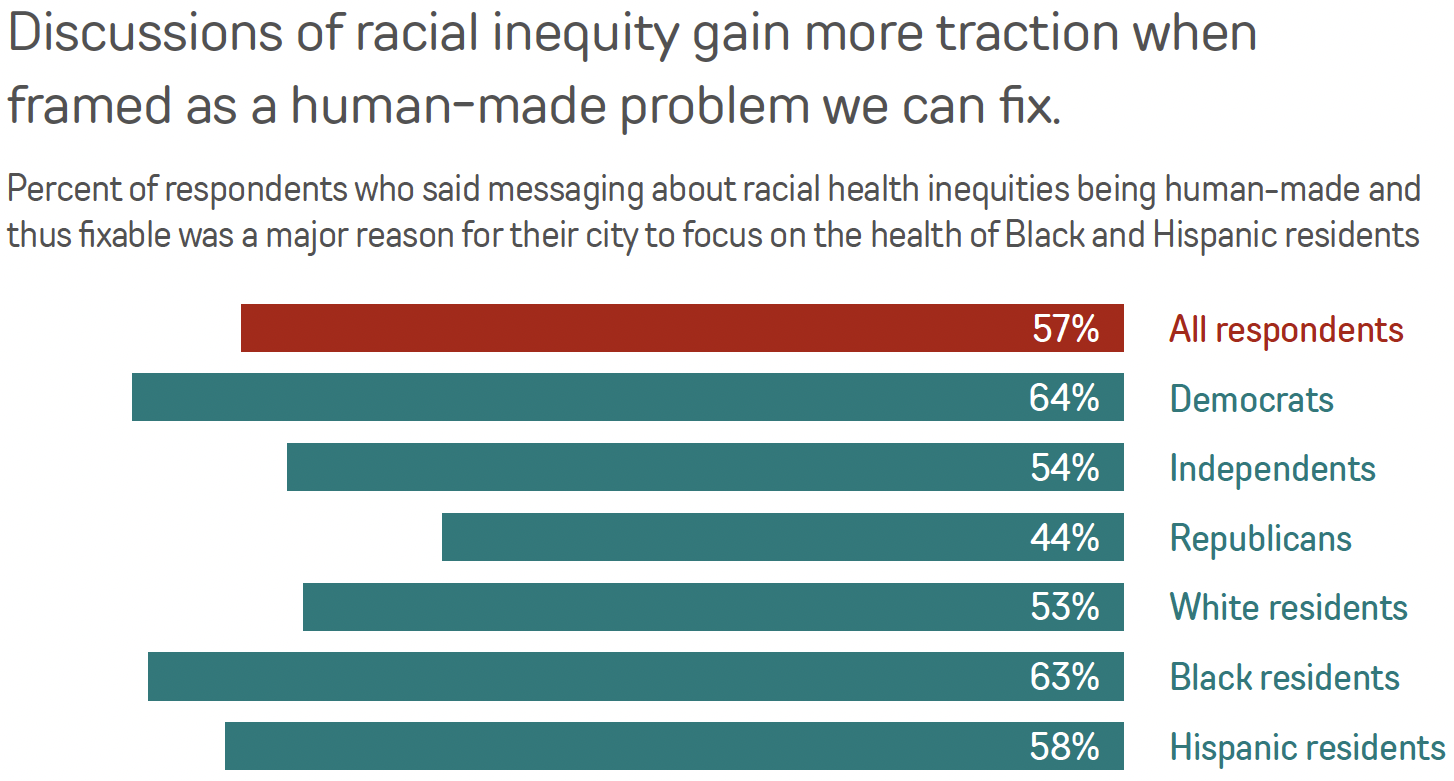 Discussions of racial inequity gain more traction when
framed as a human-made problem we can fix.
Percent of respondents who said messaging about racial health inequities being human-made and
thus fixable was a major reason for their city to focus on the health of Black and Hispanic residents
57% All respondents
64% Democrats
54% Independents
44% Republicans
53% White residents
63% Black residents
58% Hispanic residents